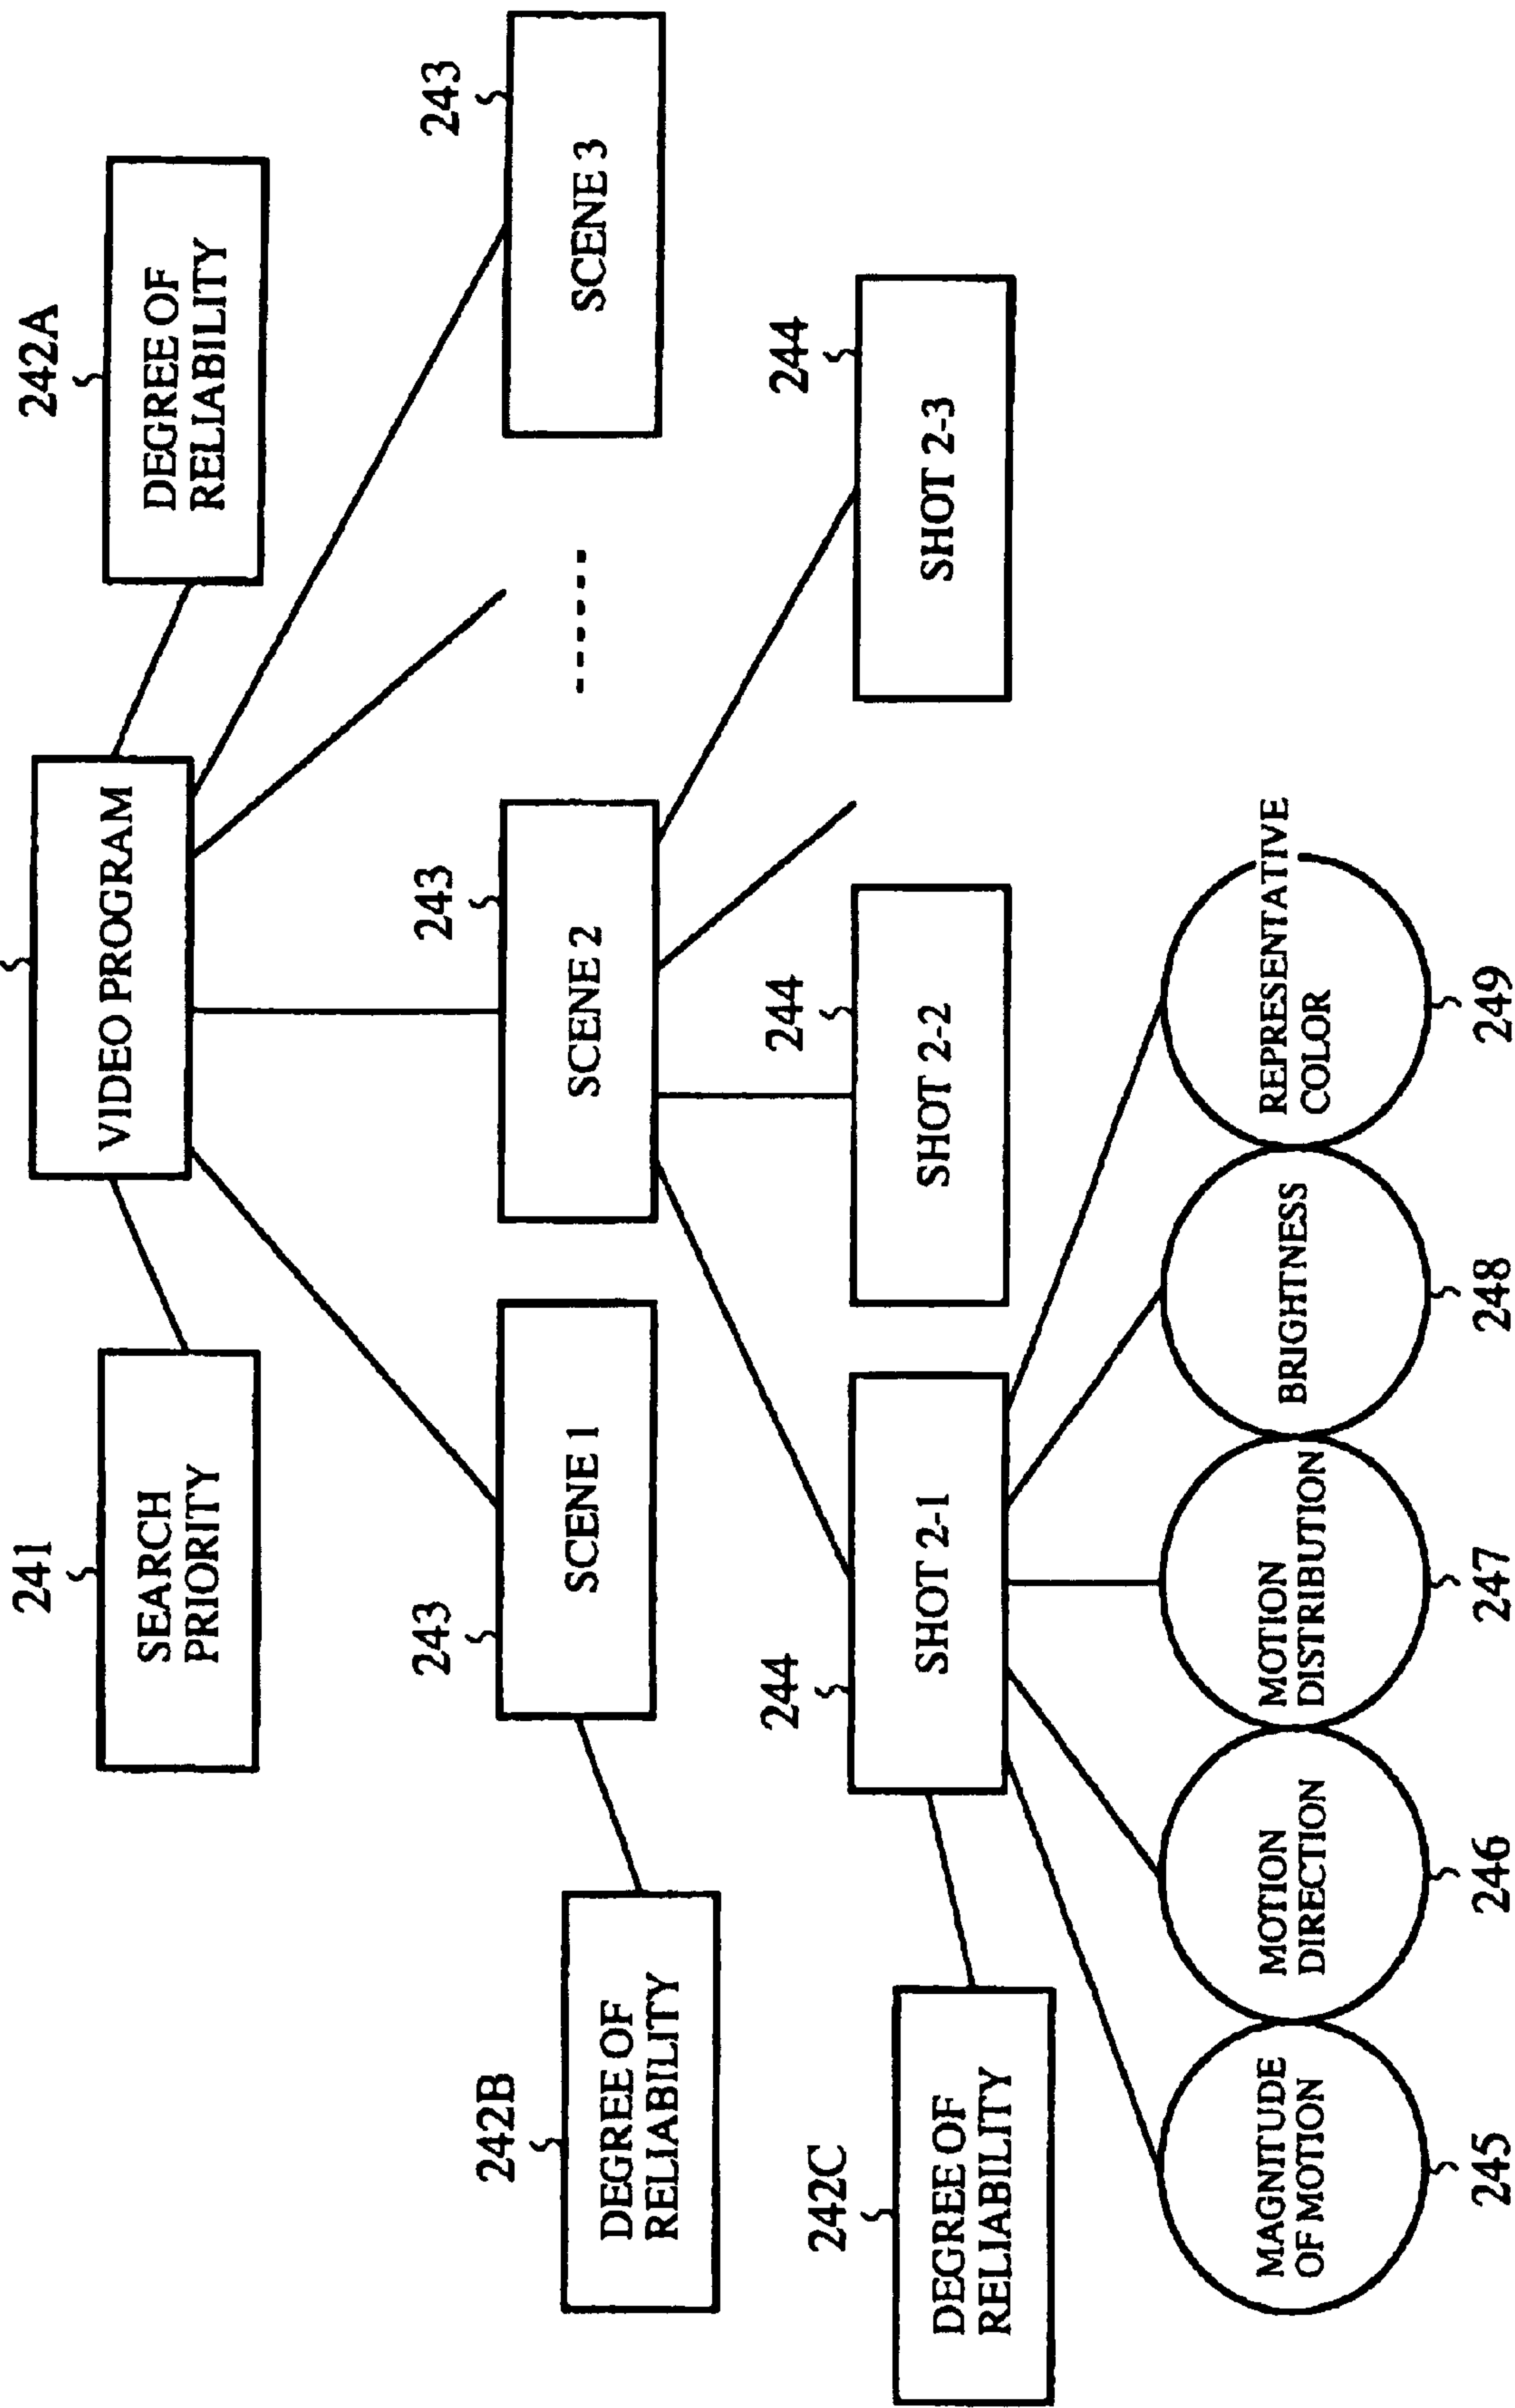 VIDEO PROGRAM
241
SEARCH
PRIORITY
242A
DEGREE OF
RELIABILITY
243
SCENE 1
243
SCENE 2
243
SCENE 3
242B
DEGREE OF
RELIABILITY
244
SHOT 2-1
244
SHOT 2-2
244
SHOT 2-3
242C
DEGREE OF
RELIABILITY
MAGNITUDE
OF MOTION
MOTION
DIRECTION
MOTION
DISTRIBUTION
BRIGHTNESS
REPRESENTATIVE
COLOR
245
246
247
248
249